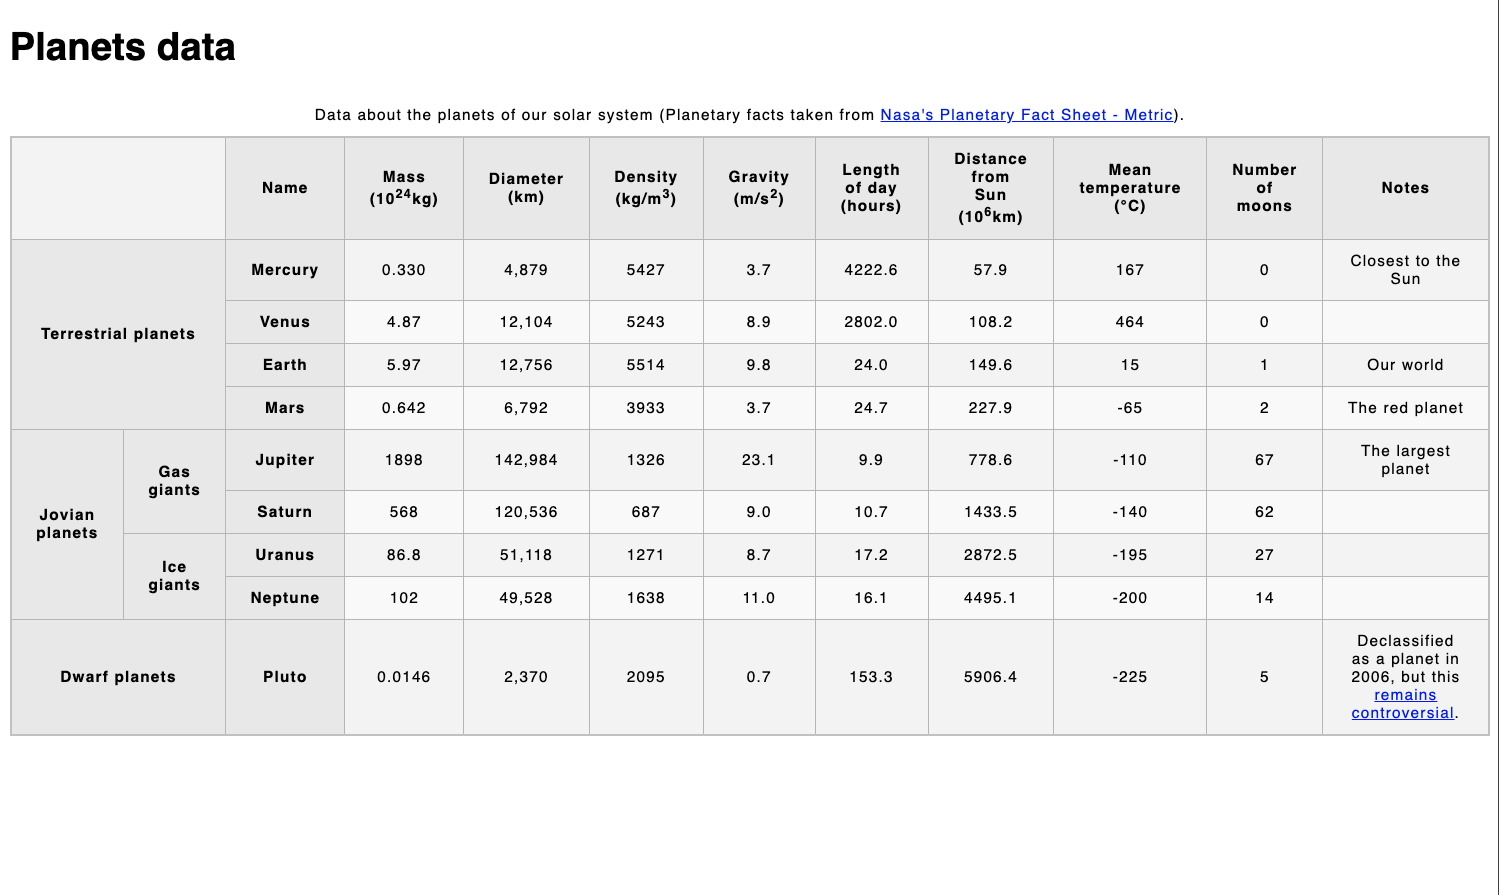 Planets data
Data about the planets of our solar system (Planetary facts taken from Nasa's Planetary Fact Sheet - Metric).
Name
Mass
(10²⁴kg)
Diameter
(km)
Density
(kg/m³)
Gravity
(m/s²)
Length
of day
(hours)
Distance
from
Sun
(10⁶km)
Mean
temperature
(°C)
Number
of
moons
Notes
Terrestrial planets
Mercury 0.330 4,879 5427 3.7 4222.6 57.9 167 0 Closest to the
Sun
Venus 4.87 12,104 5243 8.9 2802.0 108.2 464 0
Earth 5.97 12,756 5514 9.8 24.0 149.6 15 1 Our world
Mars 0.642 6,792 3933 3.7 24.7 227.9 -65 2 The red planet
Jovian
planets
Gas
giants
Jupiter 1898 142,984 1326 23.1 9.9 778.6 -110 67 The largest
planet
Saturn 568 120,536 687 9.0 10.7 1433.5 -140 62
Ice
giants
Uranus 86.8 51,118 1271 8.7 17.2 2872.5 -195 27
Neptune 102 49,528 1638 11.0 16.1 4495.1 -200 14
Dwarf planets Pluto 0.0146 2,370 2095 0.7 153.3 5906.4 -225 5 Declassified
as a planet in
2006, but this
remains
controversial.